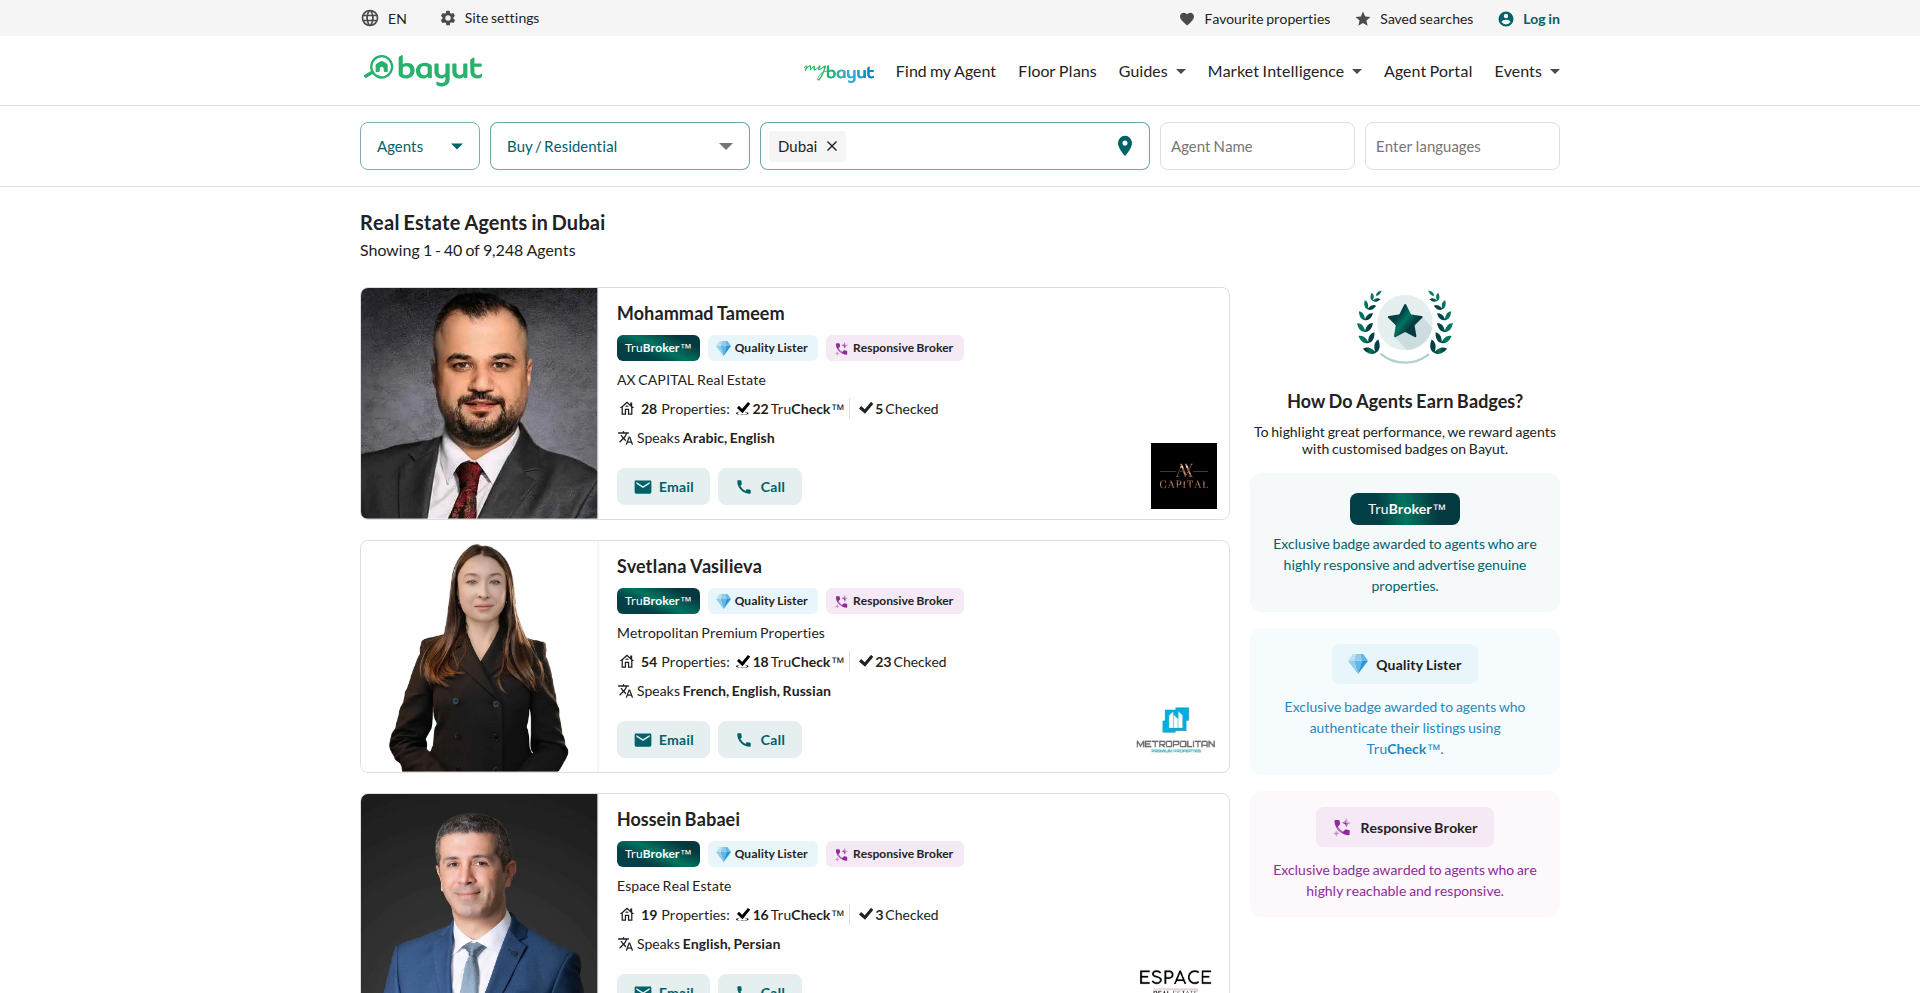 EN
Site settings
Favourite properties
Saved searches
Log in
bayut
mybayut
Find my Agent
Floor Plans
Guides
Market Intelligence
Agent Portal
Events
Agents
Buy / Residential
Dubai
Agent Name
Enter languages
Real Estate Agents in Dubai
Showing 1 - 40 of 9,248 Agents
Mohammad Tameem
TruBroker™
Quality Lister
Responsive Broker
AX CAPITAL Real Estate
28 Properties: 22 TruCheck™ 5 Checked
Speaks Arabic, English
Email
Call
AX
CAPITAL
Svetlana Vasilieva
TruBroker™
Quality Lister
Responsive Broker
Metropolitan Premium Properties
54 Properties: 18 TruCheck™ 23 Checked
Speaks French, English, Russian
Email
Call
METROPOLITAN
PREMIUM PROPERTIES
Hossein Babaei
TruBroker™
Quality Lister
Responsive Broker
Espace Real Estate
19 Properties: 16 TruCheck™ 3 Checked
Speaks English, Persian
Email
Call
ESPACE
REAL ESTATE
How Do Agents Earn Badges?
To highlight great performance, we reward agents
with customised badges on Bayut.
TruBroker™
Exclusive badge awarded to agents who are
highly responsive and advertise genuine
properties.
Quality Lister
Exclusive badge awarded to agents who
authenticate their listings using
TruCheck™.
Responsive Broker
Exclusive badge awarded to agents who are
highly reachable and responsive.